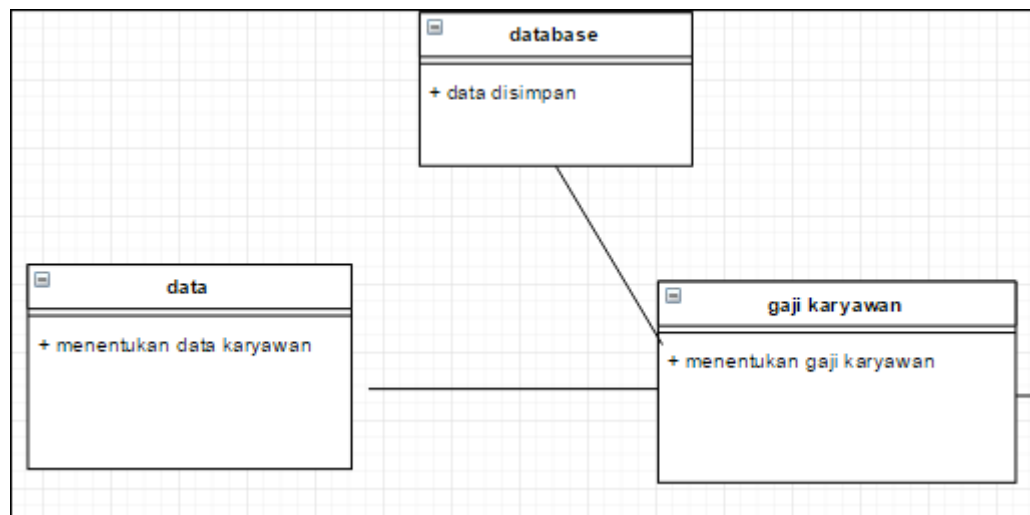 database
+ data disimpan
data
+ menentukan data karyawan
gaji karyawan
+ menentukan gaji karyawan